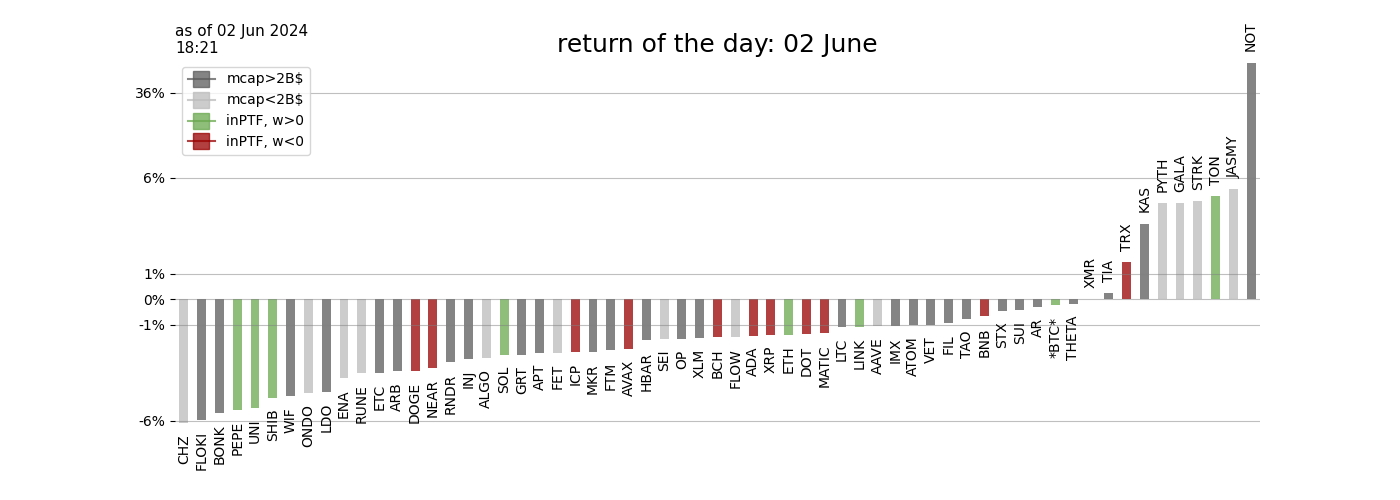 as of 02 Jun 2024
18:21
return of the day: 02 June
mcap>2B$
mcap<2B$
inPTF, w>0
inPTF, w<0
36%
6%
1%
0%
-1%
-6%
CHZ
FLOKI
BONK
PEPE
UNI
SHIB
WIF
ONDO
LDO
ENA
RUNE
ETC
ARB
DOGE
NEAR
RNDR
INJ
ALGO
SOL
GRT
APT
FET
ICP
MKR
FTM
AVAX
HBAR
SEI
OP
XLM
BCH
FLOW
ADA
XRP
ETH
DOT
MATIC
LTC
LINK
AAVE
IMX
ATOM
VET
FIL
TAO
BNB
STX
SUI
AR
*BTC*
THETA
XMR
TIA
TRX
KAS
PYTH
GALA
STRK
TON
JASMY
NOT